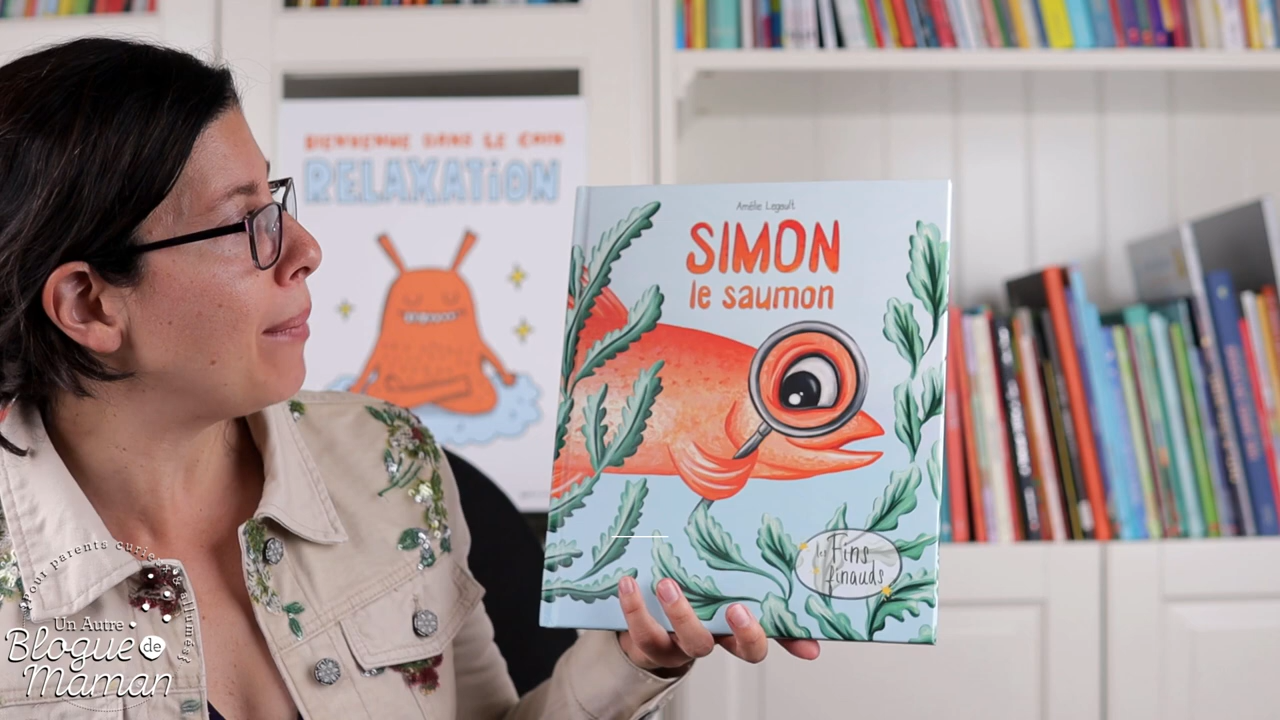 BIENVENUE DANS LE COIN
RELAXATION
Amélie Legault
SIMON
le saumon
les
Fins
finauds
Pour parents curieux & allumés
Un Autre
Blogue de
Maman